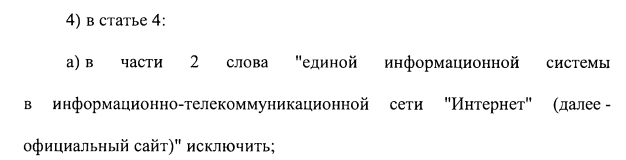 4) в статье 4:
а) в части 2 слова "единой информационной системы
в информационно-телекоммуникационной сети "Интернет" (далее -
официальный сайт)" исключить;